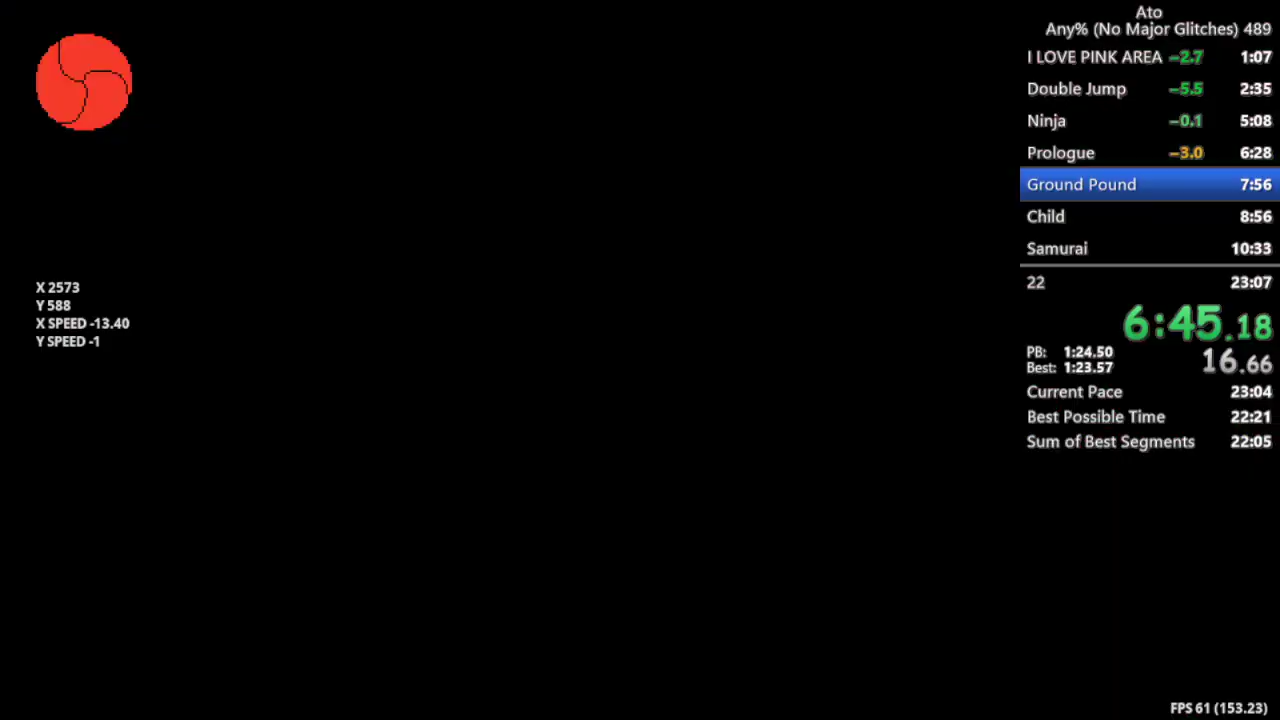 Ato
Any% (No Major Glitches) 489
I LOVE PINK AREA -2.7 1:07
Double Jump -5.5 2:35
Ninja -0.1 5:08
Prologue -3.0 6:28
Ground Pound 7:56
Child 8:56
Samurai 10:33
22 23:07
6:45.18
PB: 1:24.50
Best: 1:23.57
16.66
Current Pace 23:04
Best Possible Time 22:21
Sum of Best Segments 22:05
X 2573
Y 588
X SPEED -13.40
Y SPEED -1
FPS 61 (153.23)